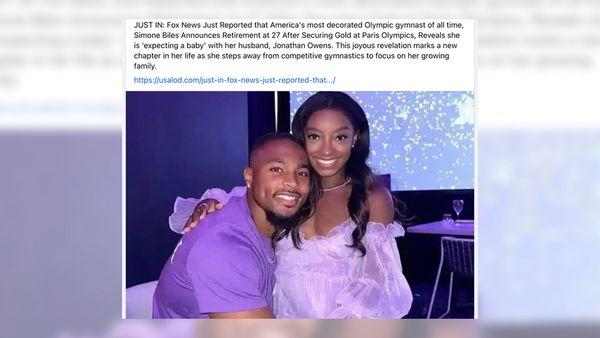 JUST IN: Fox News Just Reported that America's most decorated Olympic gymnast of all time,
Simone Biles Announces Retirement at 27 After Securing Gold at Paris Olympics, Reveals she
is ‘expecting a baby’ with her husband, Jonathan Owens. This joyous revelation marks a new
chapter in her life as she steps away from competitive gymnastics to focus on her growing
family.
https://usalod.com/just-in-fox-news-just-reported-that.../